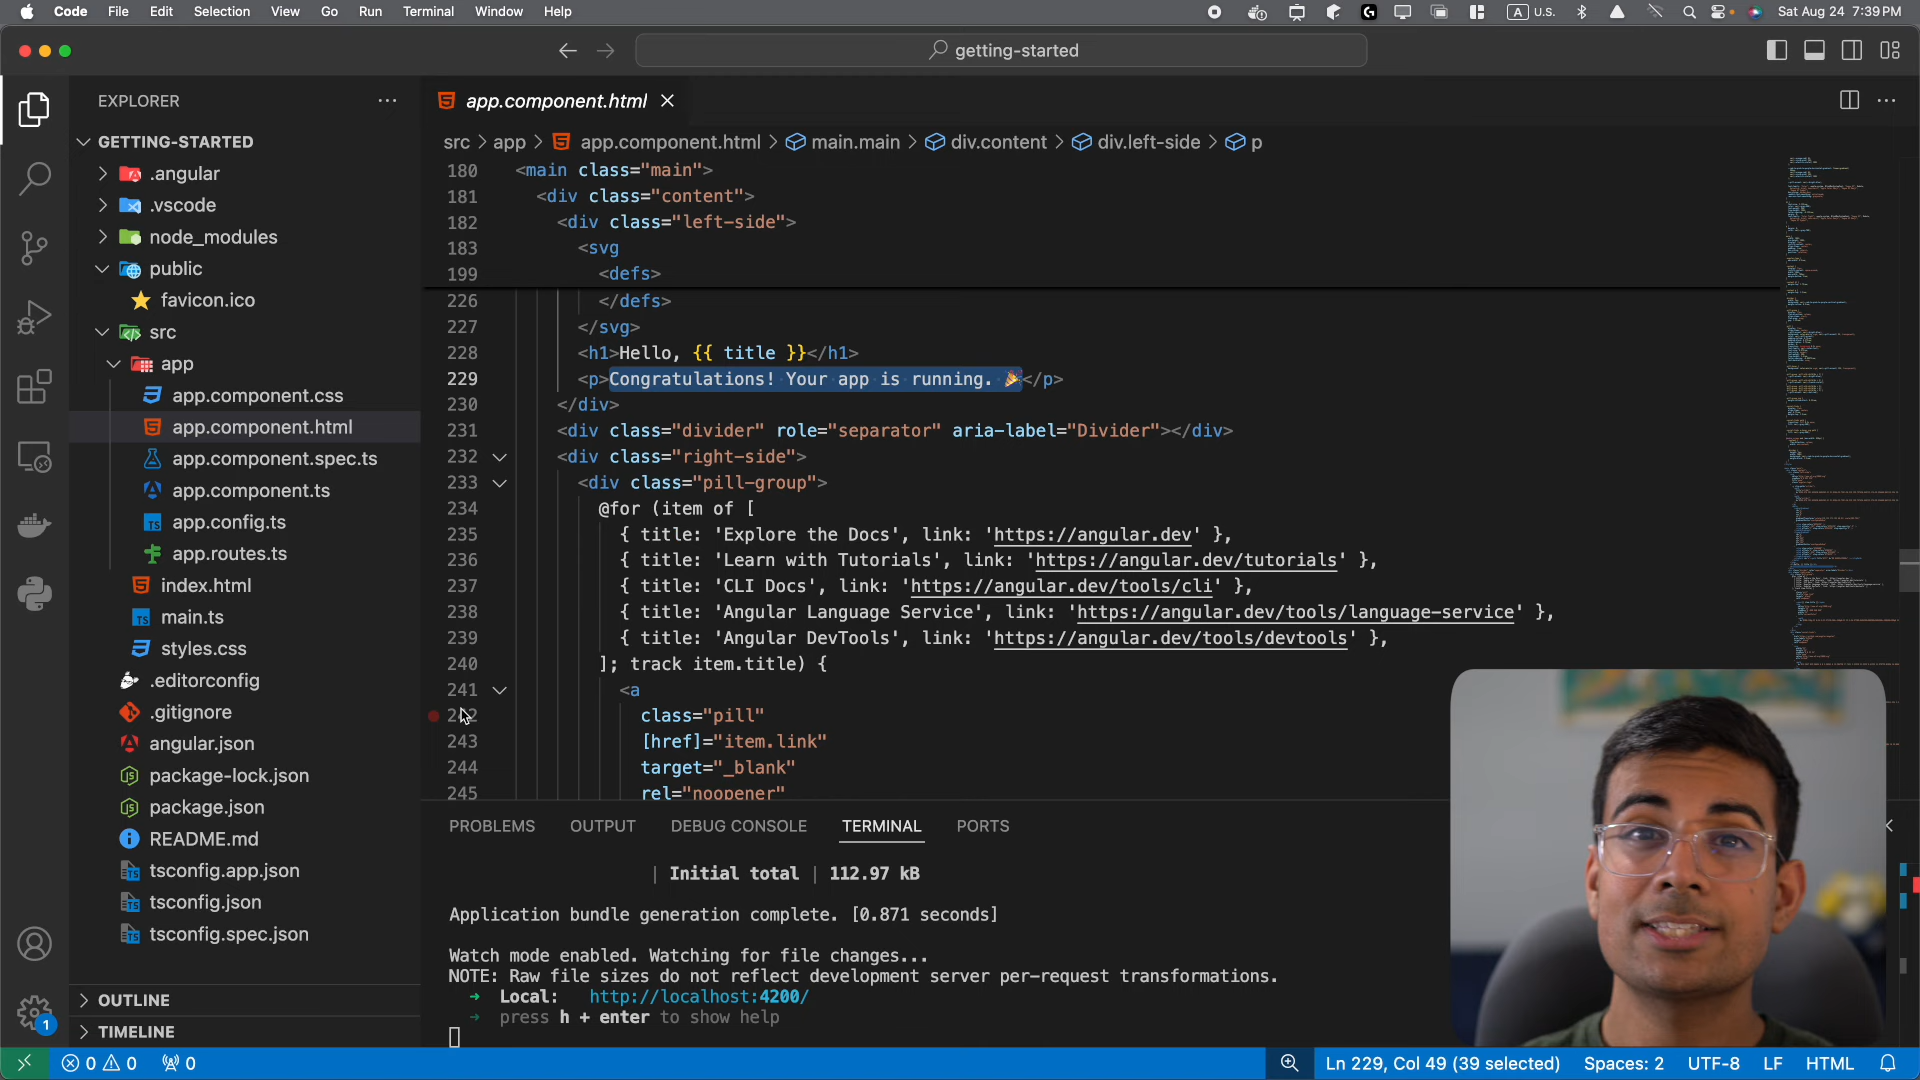 Code File Edit Selection View Go Run Terminal Window Help
A U.S. Sat Aug 24 7:39 PM
getting-started
EXPLORER
GETTING-STARTED
.angular
.vscode
node_modules
public
favicon.ico
src
app
app.component.css
app.component.html
app.component.spec.ts
app.component.ts
app.config.ts
app.routes.ts
index.html
main.ts
styles.css
.editorconfig
.gitignore
angular.json
package-lock.json
package.json
README.md
tsconfig.app.json
tsconfig.json
tsconfig.spec.json
OUTLINE
TIMELINE
1
app.component.html
src > app > app.component.html > main.main > div.content > div.left-side > p
180 <main class="main">
181 <div class="content">
182 <div class="left-side">
183 <svg
199 <defs>
226 </defs>
227 </svg>
228 <h1>Hello, {{ title }}</h1>
229 <p>Congratulations! Your app is running. 🎉</p>
230 </div>
231 <div class="divider" role="separator" aria-label="Divider"></div>
232 <div class="right-side">
233 <div class="pill-group">
234 @for (item of [
235 { title: 'Explore the Docs', link: 'https://angular.dev' },
236 { title: 'Learn with Tutorials', link: 'https://angular.dev/tutorials' },
237 { title: 'CLI Docs', link: 'https://angular.dev/tools/cli' },
238 { title: 'Angular Language Service', link: 'https://angular.dev/tools/language-service' },
239 { title: 'Angular DevTools', link: 'https://angular.dev/tools/devtools' },
240 ]; track item.title) {
241 <a
242 class="pill"
243 [href]="item.link"
244 target="_blank"
245 rel="noopener"
PROBLEMS OUTPUT DEBUG CONSOLE TERMINAL PORTS
| Initial total | 112.97 kB
Application bundle generation complete. [0.871 seconds]
Watch mode enabled. Watching for file changes...
NOTE: Raw file sizes do not reflect development server per-request transformations.
➜ Local: http://localhost:4200/
➜ press h + enter to show help
0 0 0
Ln 229, Col 49 (39 selected) Spaces: 2 UTF-8 LF HTML